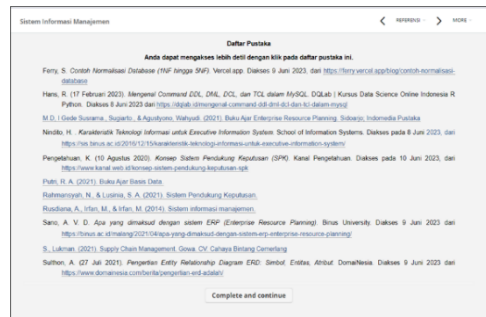 Sistem Informasi Manajemen
REFERENSI
MORE
Daftar Pustaka
Anda dapat mengakses lebih detil dengan klik pada daftar pustaka ini.
Ferry, S. Contoh Normalisasi Database (1NF hingga 5NF). Vercel.app. Diakses 9 Juni 2023, dari https://ferry.vercel.app/blog/contoh-normalisasi-
database
Hans, R. (17 Februari 2023). Mengenal Command DDL, DML, DCL, dan TCL dalam MySQL. DQLab | Kursus Data Science Online Indonesia R
Python. Diakses 8 Juni 2023 dari https://dqlab.id/mengenal-command-ddl-dml-dcl-dan-tcl-dalam-mysql
M.D, I Gede Susrama., Sugiarto., & Agustyono, Wahyudi. (2021). Buku Ajar Enterprise Resource Planning. Sidoarjo, Indomedia Pustaka
Nindito, H. . Karakteristik Teknologi Informasi untuk Executive Information System. School of Information Systems. Diakses pada 8 Juni 2023, dari
https://sis.binus.ac.id/2016/12/15/karakteristik-teknologi-informasi-untuk-executive-information-system/
Pengetahuan, K. (10 Agustus 2020). Konsep Sistem Pendukung Keputusan (SPK). Kanal Pengetahuan. Diakses pada 10 Juni 2023, dari
https://www.kanal.web.id/konsep-sistem-pendukung-keputusan-spk
Putri, R. A. (2021). Buku Ajar Basis Data.
Rahmansyah, N., & Lusinia, S. A. (2021). Sistem Pendukung Keputusan.
Rusdiana, A., Irfan, M., & Irfan, M. (2014). Sistem informasi manajemen.
Sano, A. V. D. Apa yang dimaksud dengan sistem ERP (Enterprise Resource Planning). Binus University. Diakses 9 Juni 2023 dari
https://binus.ac.id/malang/2021/04/apa-yang-dimaksud-dengan-sistem-erp-enterprise-resource-planning/
S., Lukman. (2021). Supply Chain Management. Gowa, CV. Cahaya Bintang Cemerlang
Sulthon, A. (27 Juli 2021). Pengertian Entity Relationship Diagram ERD: Simbol, Entitas, Atribut. DomaiNesia. Diakses 9 Juni 2023 dari
https://www.domainesia.com/berita/pengertian-erd-adalah/
Complete and continue